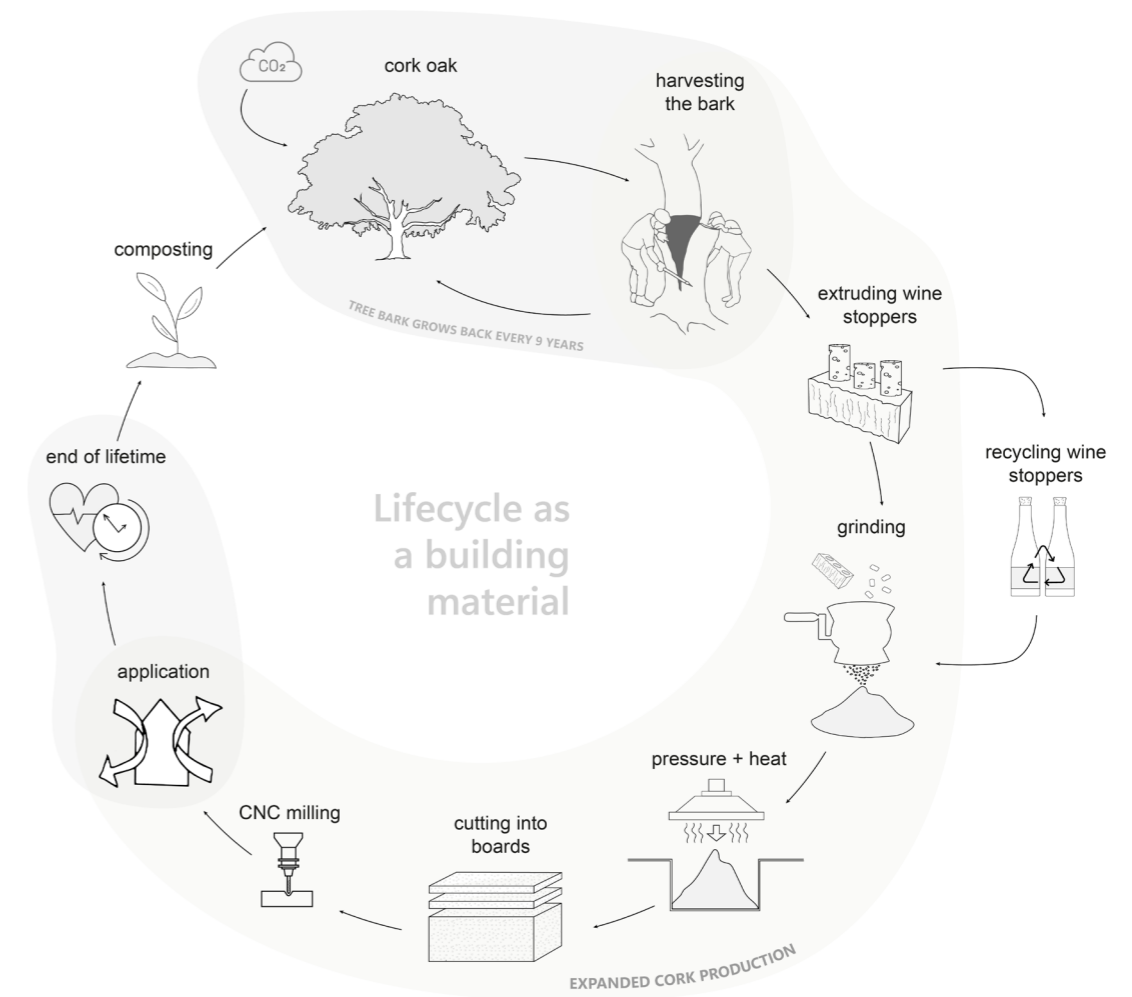 CO₂
cork oak
harvesting
the bark
TREE BARK GROWS BACK EVERY 9 YEARS
extruding wine
stoppers
recycling wine
stoppers
grinding
pressure + heat
cutting into
boards
CNC milling
application
end of lifetime
composting
Lifecycle as
a building
material
EXPANDED CORK PRODUCTION